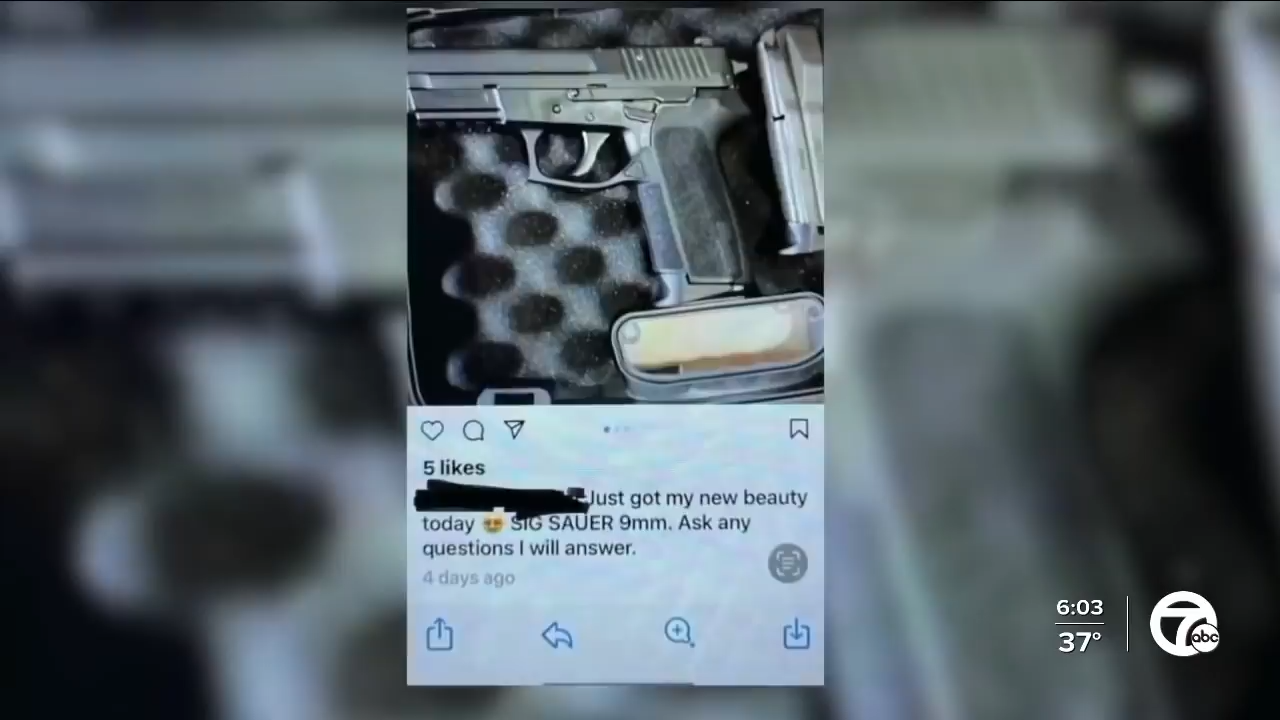 5 likes
Just got my new beauty
today 😍 SIG SAUER 9mm. Ask any
questions I will answer.
4 days ago
6:03
37°
7 abc